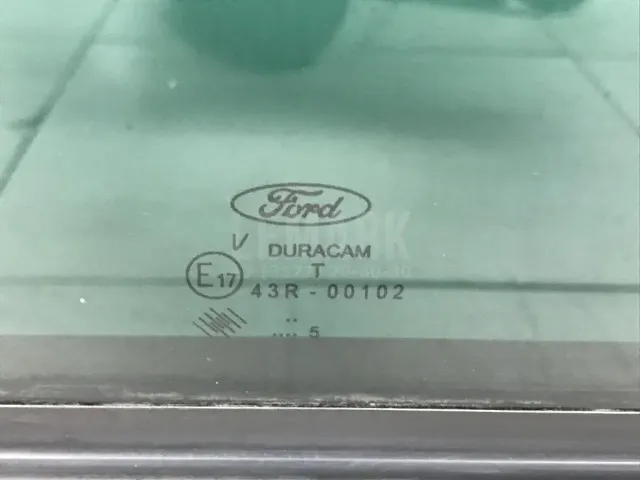 Ford
V DURACAM
T
E17 43R - 00102
..
.... 5